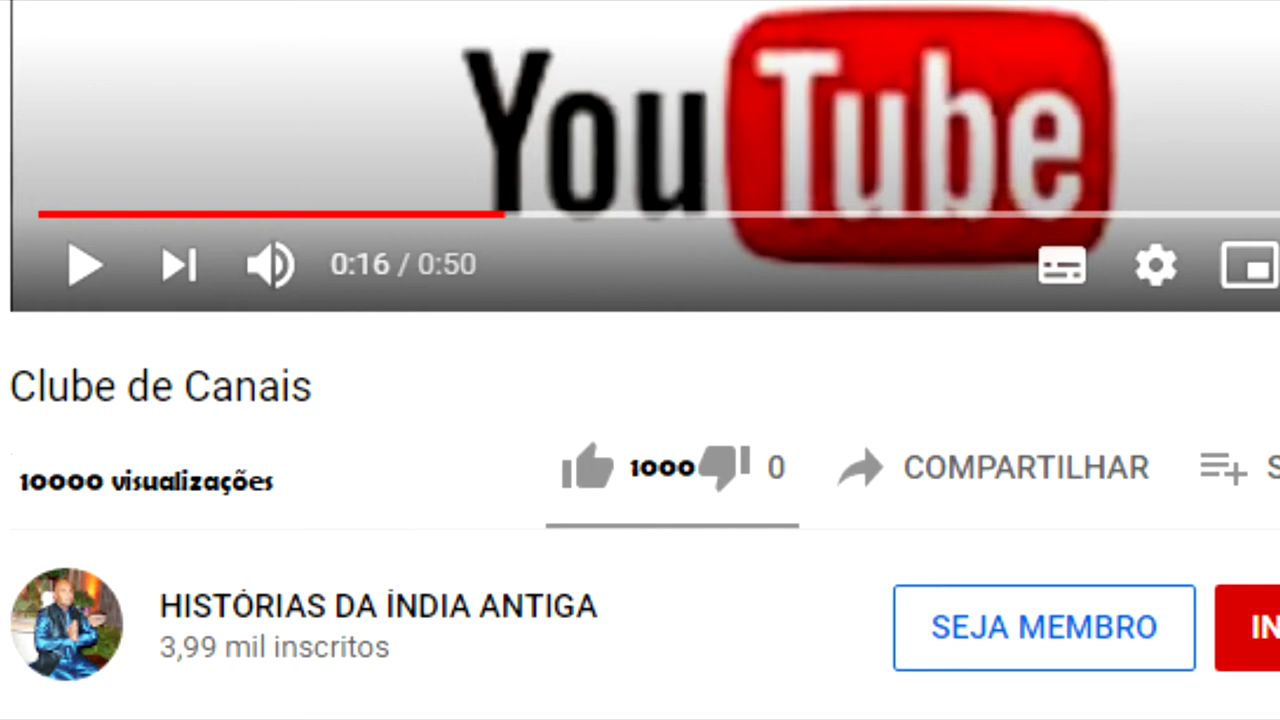 YouTube
0:16 / 0:50
Clube de Canais
10000 visualizações
1000 0 COMPARTILHAR S
HISTÓRIAS DA ÍNDIA ANTIGA
3,99 mil inscritos
SEJA MEMBRO IN